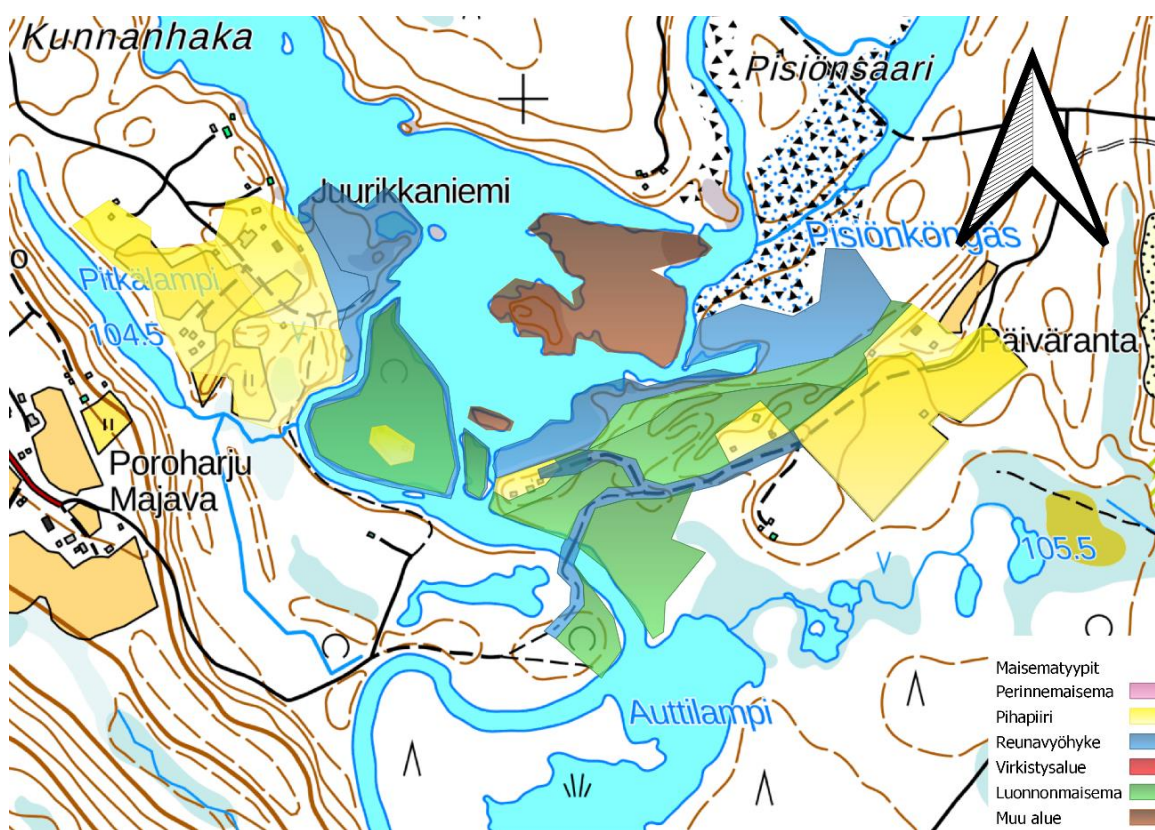 Kunnanhaka
Pisiönsaari
Juurikkaniemi
Pisiönköngäs
o
Pitkälampi
104.5
Päiväranta
Poroharju
Majava
105.5
Auttilampi
Maisematyypit
Perinnemaisema
Pihapiiri
Reunavyöhyke
Virkistysalue
Luonnonmaisema
Muu alue